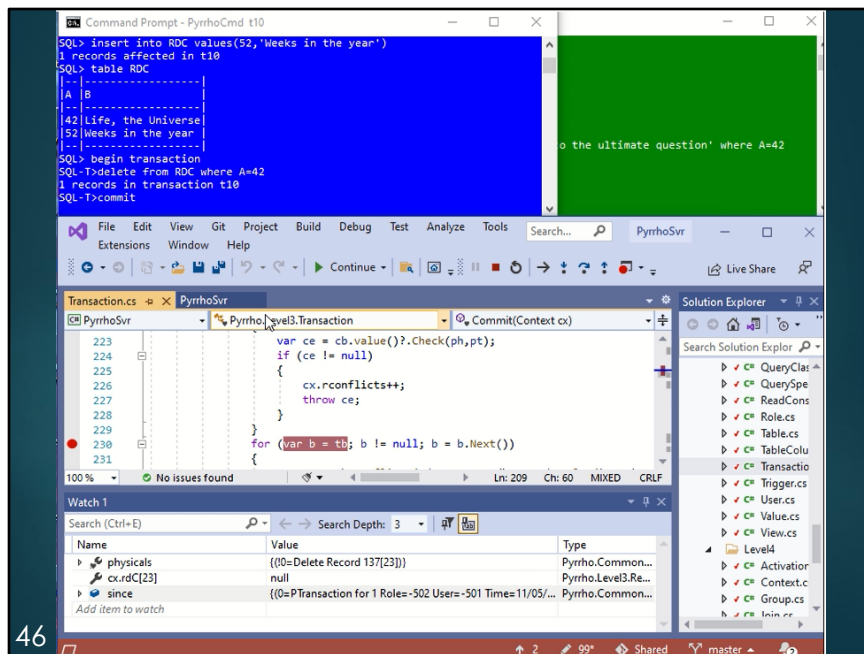 Command Prompt - PyrrhoCmd t10
SQL> insert into RDC values(52,'Weeks in the year')
1 records affected in t10
SQL> table RDC
|--|------------------|
|A |B                 |
|--|------------------|
|42|Life, the Universe|
|52|Weeks in the year |
|--|------------------|
SQL> begin transaction
SQL-T>delete from RDC where A=42
1 records in transaction t10
SQL-T>commit
o the ultimate question' where A=42
File Edit View Git Project Build Debug Test Analyze Tools Search... PyrrhoSvr
Extensions Window Help
Continue Live Share
Transaction.cs PyrrhoSvr
C# PyrrhoSvr Pyrrho.Level3.Transaction Commit(Context cx)
223 var ce = cb.value()?.Check(ph,pt);
224 if (ce != null)
225 {
226 cx.rconflicts++;
227 throw ce;
228 }
229 }
230 for (var b = tb; b != null; b = b.Next())
231 {
100 % No issues found Ln: 209 Ch: 60 MIXED CRLF
Solution Explorer
Search Solution Explor
C# QueryClas
C# QuerySpe
C# ReadCons
C# Role.cs
C# Table.cs
C# TableColu
C# Transactio
C# Trigger.cs
C# User.cs
C# Value.cs
C# View.cs
Level4
C# Activation
C# Context.c
C# Group.cs
C# Join.cs
Watch 1
Search (Ctrl+E) Search Depth: 3
Name Value Type
physicals {(!0=Delete Record 137[23])} Pyrrho.Common...
cx.rdC[23] null Pyrrho.Level3.Re...
since {(0=PTransaction for 1 Role=-502 User=-501 Time=11/05/... Pyrrho.Common...
Add item to watch
46
2 99+ Shared master 2